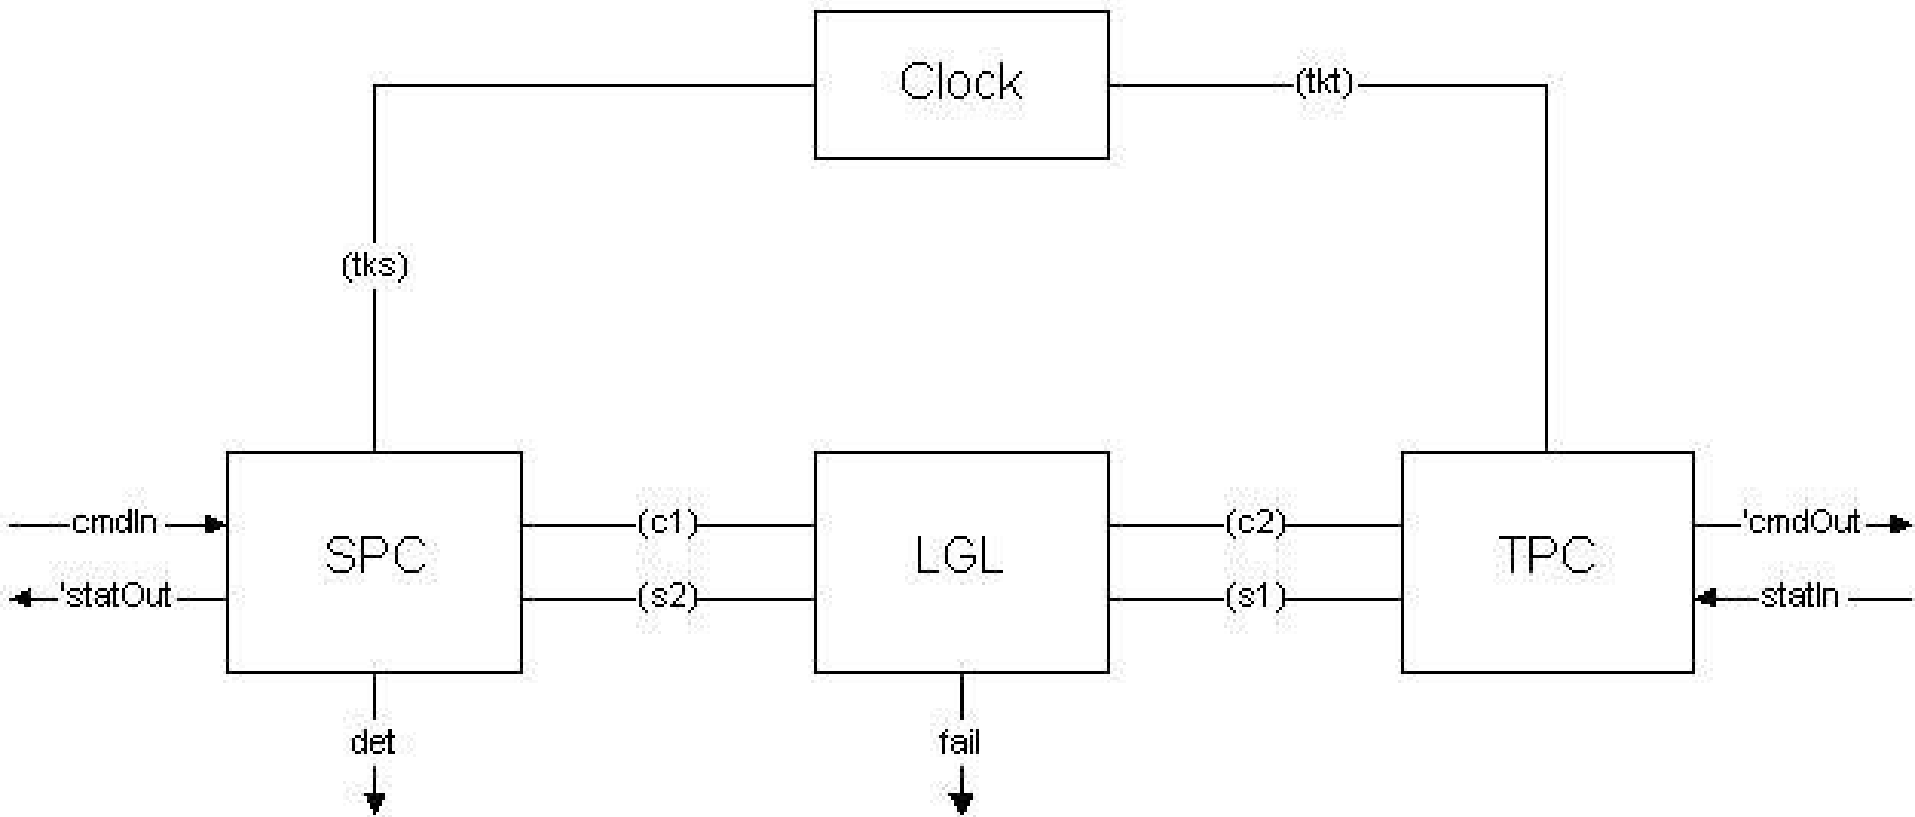 Clock
(tkt)
(tks)
cmdIn
(c1)
(c2)
'cmdOut
SPC
LGL
TPC
'statOut
(s2)
(s1)
statIn
det
fail